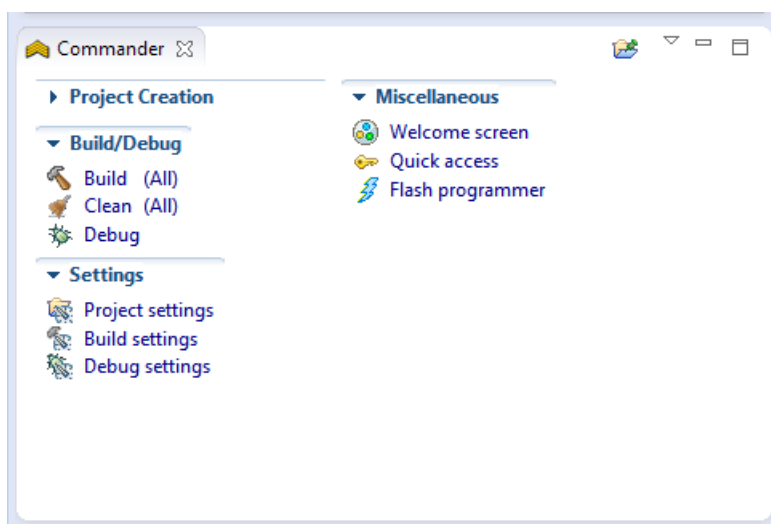 Commander
Project Creation
Build/Debug
Build (All)
Clean (All)
Debug
Settings
Project settings
Build settings
Debug settings
Miscellaneous
Welcome screen
Quick access
Flash programmer